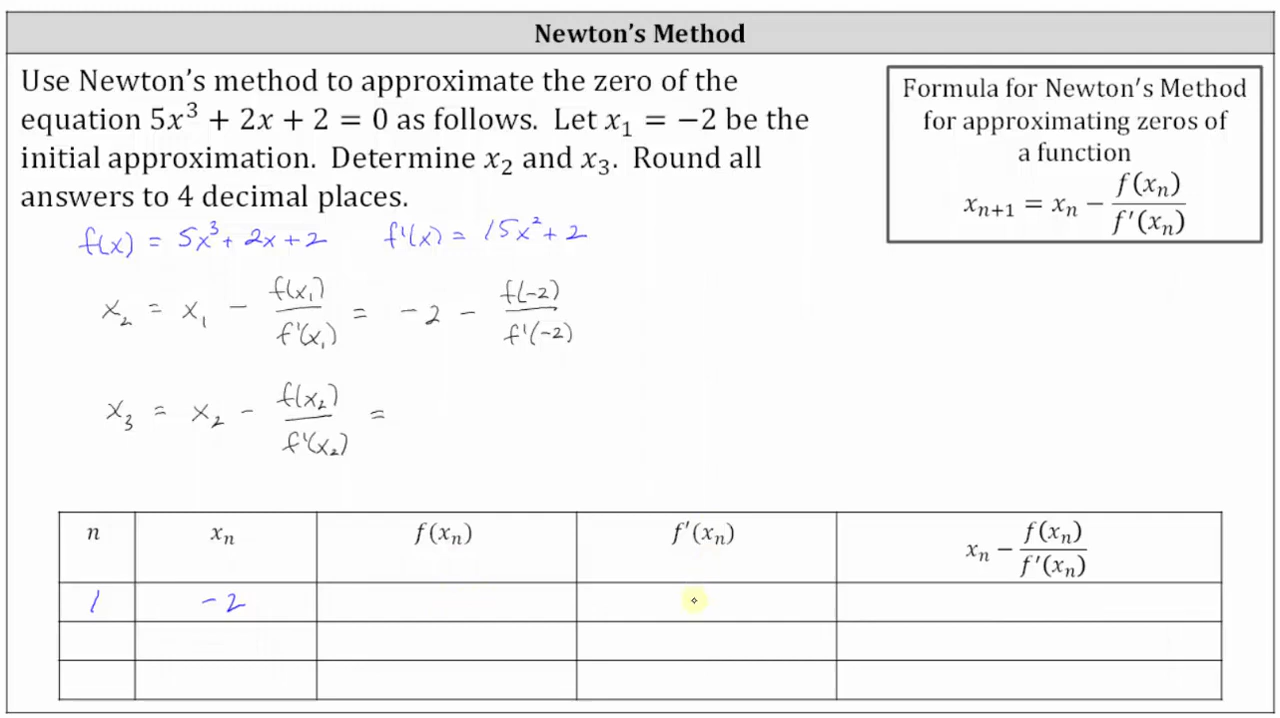 Newton's Method
Use Newton's method to approximate the zero of the
equation 5x³ + 2x + 2 = 0 as follows. Let x₁ = −2 be the
initial approximation. Determine x₂ and x₃. Round all
answers to 4 decimal places.
Formula for Newton's Method
for approximating zeros of
a function
xₙ₊₁ = xₙ − f(xₙ)/f′(xₙ)
f(x) = 5x³ + 2x + 2 f'(x) = 15x² + 2
x₂ = x₁ − f(x₁)/f'(x₁) = −2 − f(−2)/f'(−2)
x₃ = x₂ − f(x₂)/f'(x₂) =
n xₙ f(xₙ) f′(xₙ) xₙ − f(xₙ)/f′(xₙ)
1 −2